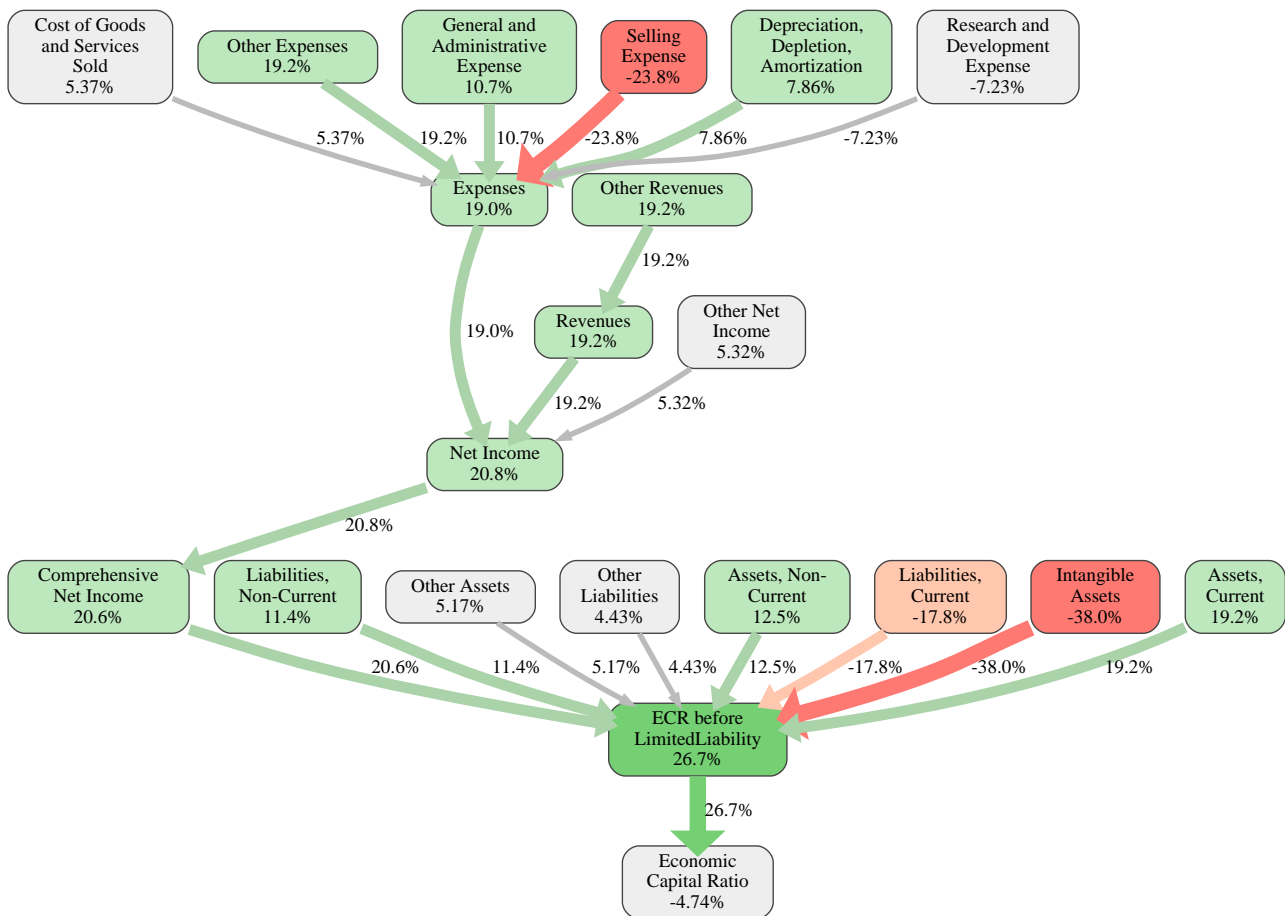 Cost of Goods
and Services
Sold
5.37%
Other Expenses
19.2%
General and
Administrative
Expense
10.7%
Selling
Expense
-23.8%
Depreciation,
Depletion,
Amortization
7.86%
Research and
Development
Expense
-7.23%
5.37%
19.2%
10.7%
-23.8%
7.86%
-7.23%
Expenses
19.0%
Other Revenues
19.2%
19.2%
19.0%
Revenues
19.2%
Other Net
Income
5.32%
19.2%
5.32%
Net Income
20.8%
20.8%
Comprehensive
Net Income
20.6%
Liabilities,
Non-Current
11.4%
Other Assets
5.17%
Other
Liabilities
4.43%
Assets, Non-
Current
12.5%
Liabilities,
Current
-17.8%
Intangible
Assets
-38.0%
Assets,
Current
19.2%
20.6%
11.4%
5.17%
4.43%
12.5%
-17.8%
-38.0%
19.2%
ECR before
LimitedLiability
26.7%
26.7%
Economic
Capital Ratio
-4.74%